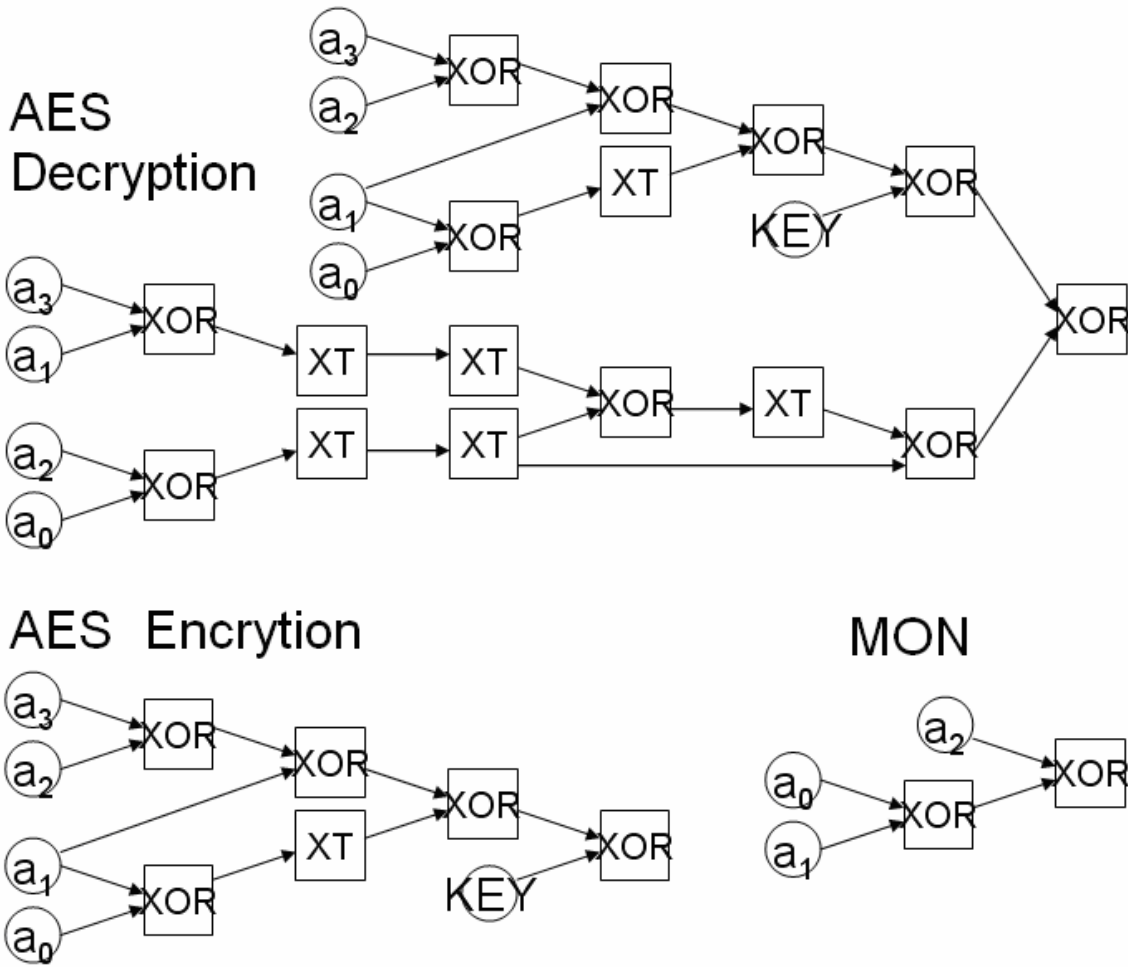 a3
XOR
a2
XOR
AES
Decryption
XOR
XT
XOR
a1
XOR
KEY
a0
a3
XOR
XOR
a1
XT
XT
XOR
XT
a2
XT
XT
XOR
XOR
a0
AES Encrytion
MON
a3
XOR
a2
XOR
a2
XOR
a0
XOR
XOR
a1
XT
XOR
a1
XOR
KEY
a0